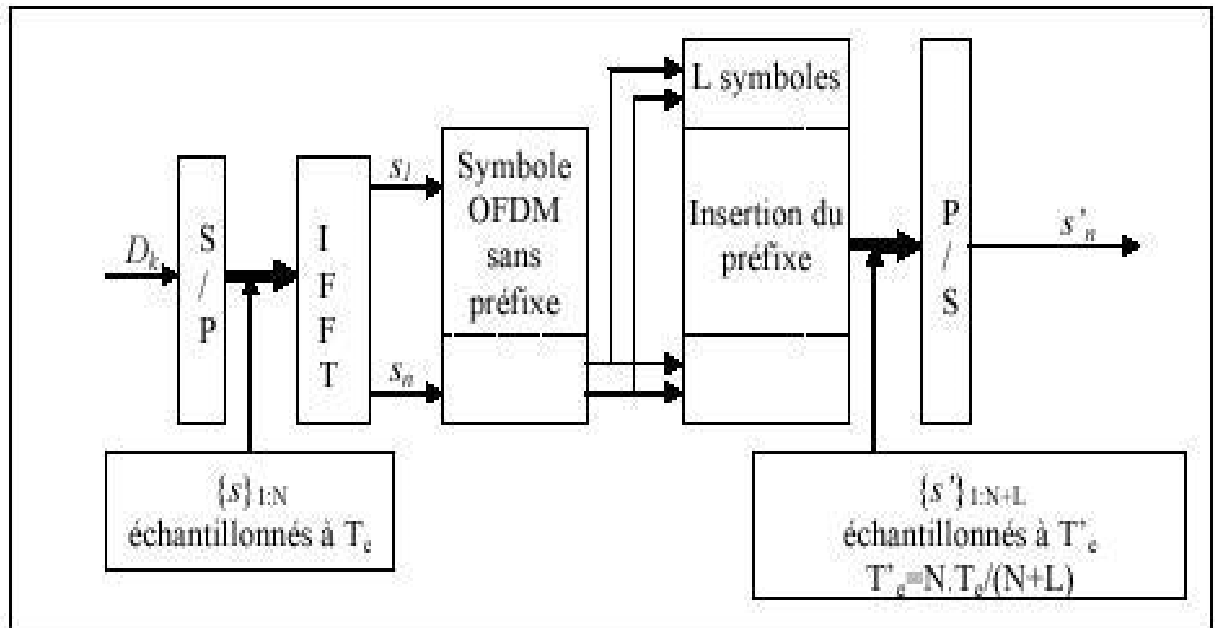 L symboles
D_k
S
/
P
I
F
F
T
s_1
s_n
Symbole
OFDM
sans
préfixe
Insertion du
préfixe
P
/
S
s'_n
{s}_1:N
échantillonnés à T_e
{s'}_1:N+L
échantillonnés à T'_e
T'_e=N.T_e/(N+L)